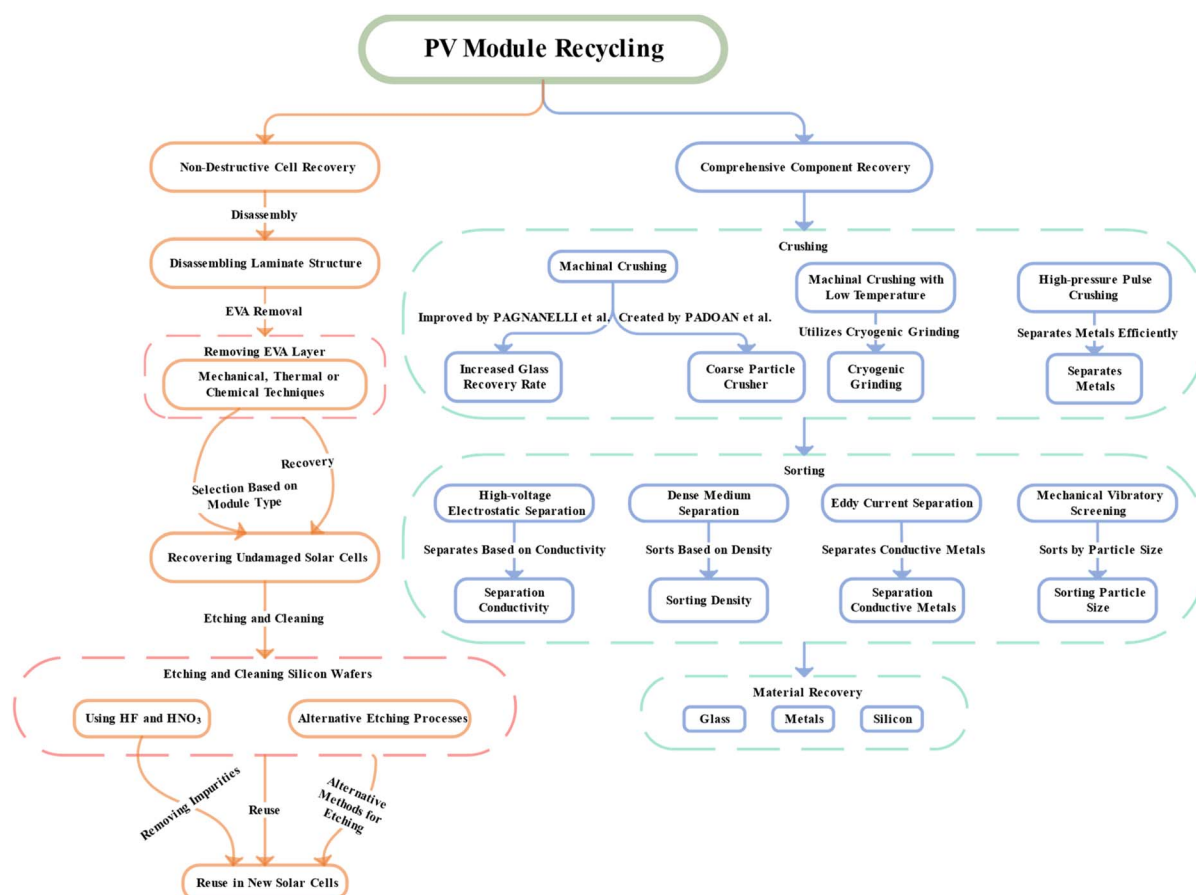 PV Module Recycling
Non-Destructive Cell Recovery
Disassembly
Disassembling Laminate Structure
EVA Removal
Removing EVA Layer
Mechanical, Thermal or
Chemical Techniques
Recovery
Selection Based on
Module Type
Recovering Undamaged Solar Cells
Etching and Cleaning
Etching and Cleaning Silicon Wafers
Using HF and HNO₃
Alternative Etching Processes
Removing Impurities
Reuse
Alternative
Methods for
Etching
Reuse in New Solar Cells
Comprehensive Component Recovery
Crushing
Machinal Crushing
Improved by PAGNANELLI et al.
Created by PADOAN et al.
Increased Glass
Recovery Rate
Coarse Particle
Crusher
Machinal Crushing with
Low Temperature
Utilizes Cryogenic Grinding
Cryogenic
Grinding
High-pressure Pulse
Crushing
Separates Metals Efficiently
Separates
Metals
Sorting
High-voltage
Electrostatic Separation
Separates Based on Conductivity
Separation
Conductivity
Dense Medium
Separation
Sorts Based on Density
Sorting Density
Eddy Current Separation
Separates Conductive Metals
Separation
Conductive Metals
Mechanical Vibratory
Screening
Sorts by Particle Size
Sorting Particle
Size
Material Recovery
Glass
Metals
Silicon